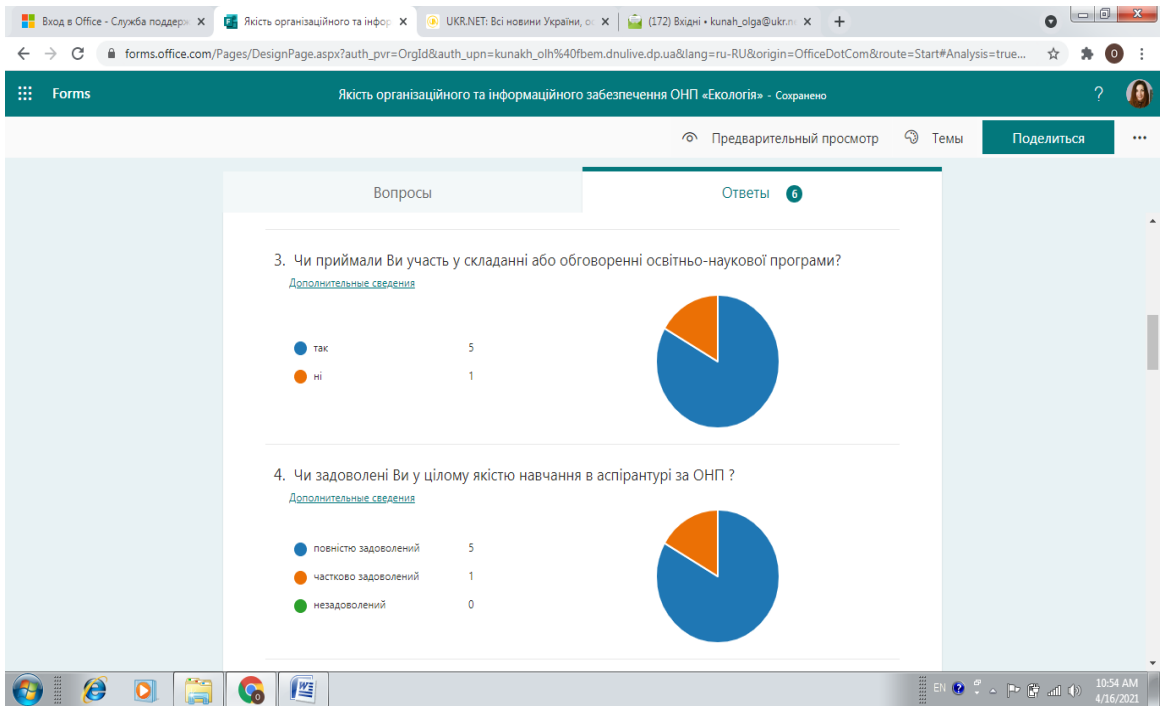 Вход в Office - Служба поддерж
Якість організаційного та інфор
UKR.NET: Всі новини України, ос
(172) Вхідні • kunah_olga@ukr.n
forms.office.com/Pages/DesignPage.aspx?auth_pvr=OrgId&auth_upn=kunakh_olh%40fbem.dnulive.dp.ua&lang=ru-RU&origin=OfficeDotCom&route=Start#Analysis=true...
O
Forms
Якість організаційного та інформаційного забезпечення ОНП «Екологія» - Сохранено
?
Предварительный просмотр
Темы
Поделиться
Вопросы
Ответы 6
3. Чи приймали Ви участь у складанні або обговоренні освітньо-наукової програми?
Дополнительные сведения
так 5
ні 1
4. Чи задоволені Ви у цілому якістю навчання в аспірантурі за ОНП ?
Дополнительные сведения
повністю задоволений 5
частково задоволений 1
незадоволений 0
EN
10:54 AM
4/16/2021